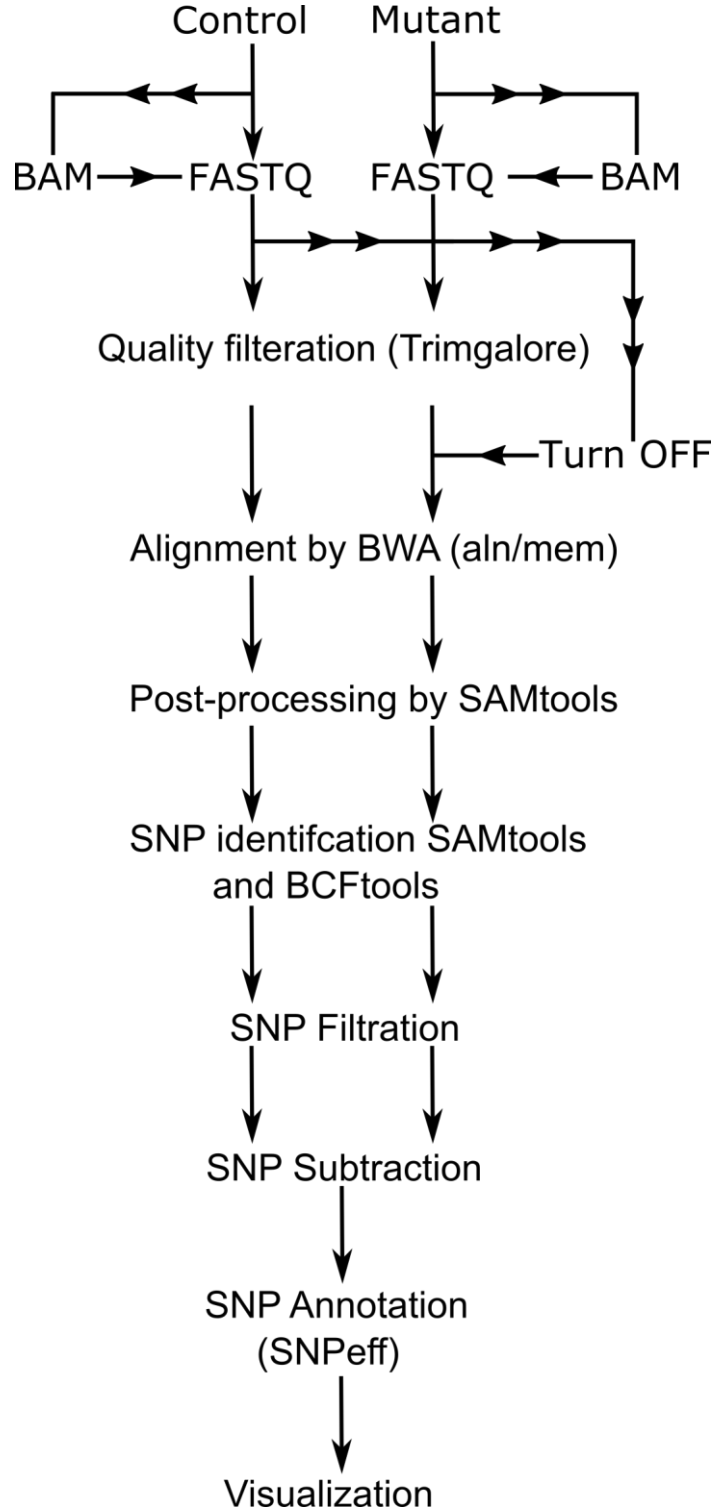 Control Mutant
BAM FASTQ FASTQ BAM
Quality filteration (Trimgalore)
Turn OFF
Alignment by BWA (aln/mem)
Post-processing by SAMtools
SNP identifcation SAMtools
and BCFtools
SNP Filtration
SNP Subtraction
SNP Annotation
(SNPeff)
Visualization